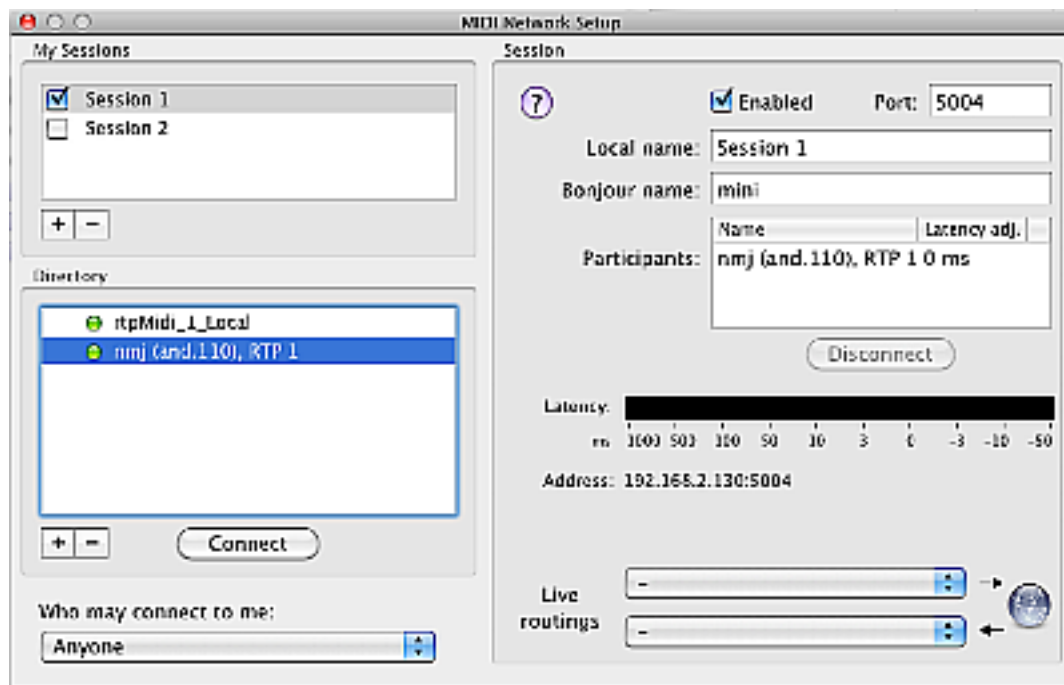 MIDI Network Setup
My Sessions
Session 1
Session 2
+ −
Directory
rtpMidi_1_Local
nmj (and.110), RTP 1
+ −
Connect
Who may connect to me:
Anyone
Session
?
Enabled Port: 5004
Local name: Session 1
Bonjour name: mini
Name Latency adj.
Participants: nmj (and.110), RTP 1 0 ms
Disconnect
Latency:
ms 1000 500 100 50 10 3 0 -3 -10 -50
Address: 192.168.2.130:5004
Live
routings
-
-